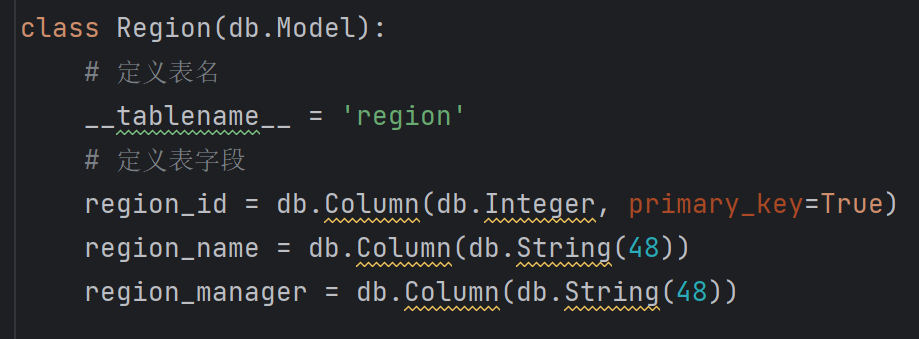 class Region(db.Model):
# 定义表名
__tablename__ = 'region'
# 定义表字段
region_id = db.Column(db.Integer, primary_key=True)
region_name = db.Column(db.String(48))
region_manager = db.Column(db.String(48))